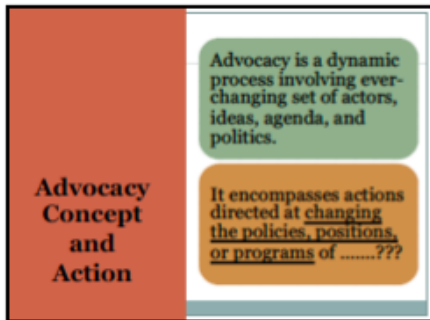 Advocacy
Concept
and
Action
Advocacy is a dynamic
process involving ever-
changing set of actors,
ideas, agenda, and
politics.
It encompasses actions
directed at changing
the policies, positions,
or programs of ........???